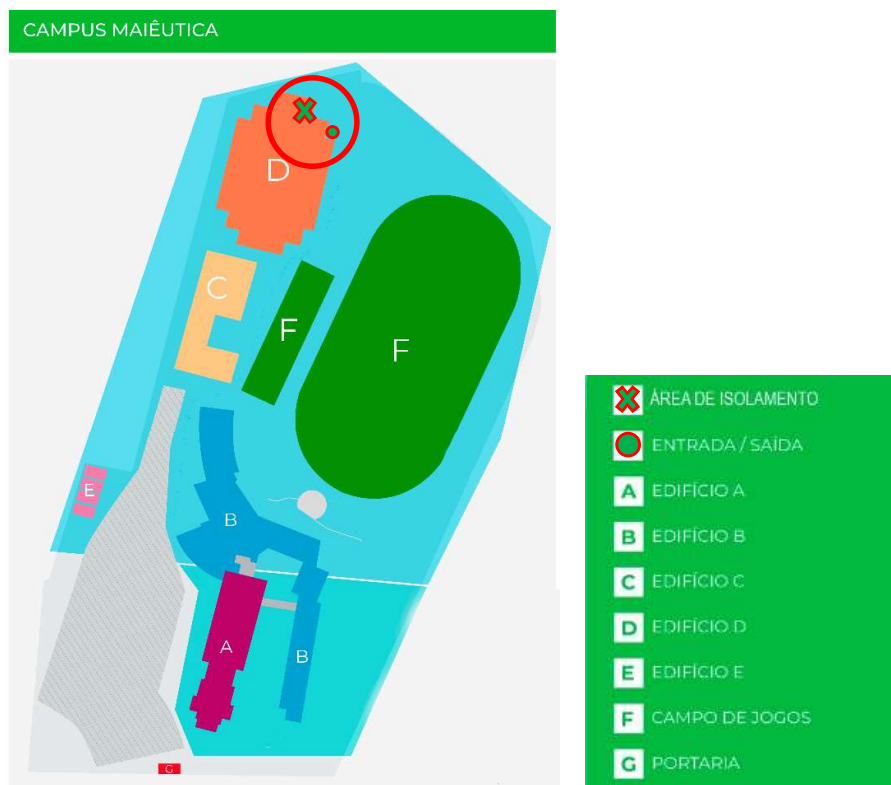 CAMPUS MAIÊUTICA
D
C
F
F
E
B
A
B
G
ÁREA DE ISOLAMENTO
ENTRADA / SAÍDA
A EDIFÍCIO A
B EDIFÍCIO B
C EDIFÍCIO C
D EDIFÍCIO D
E EDIFÍCIO E
F CAMPO DE JOGOS
G PORTARIA